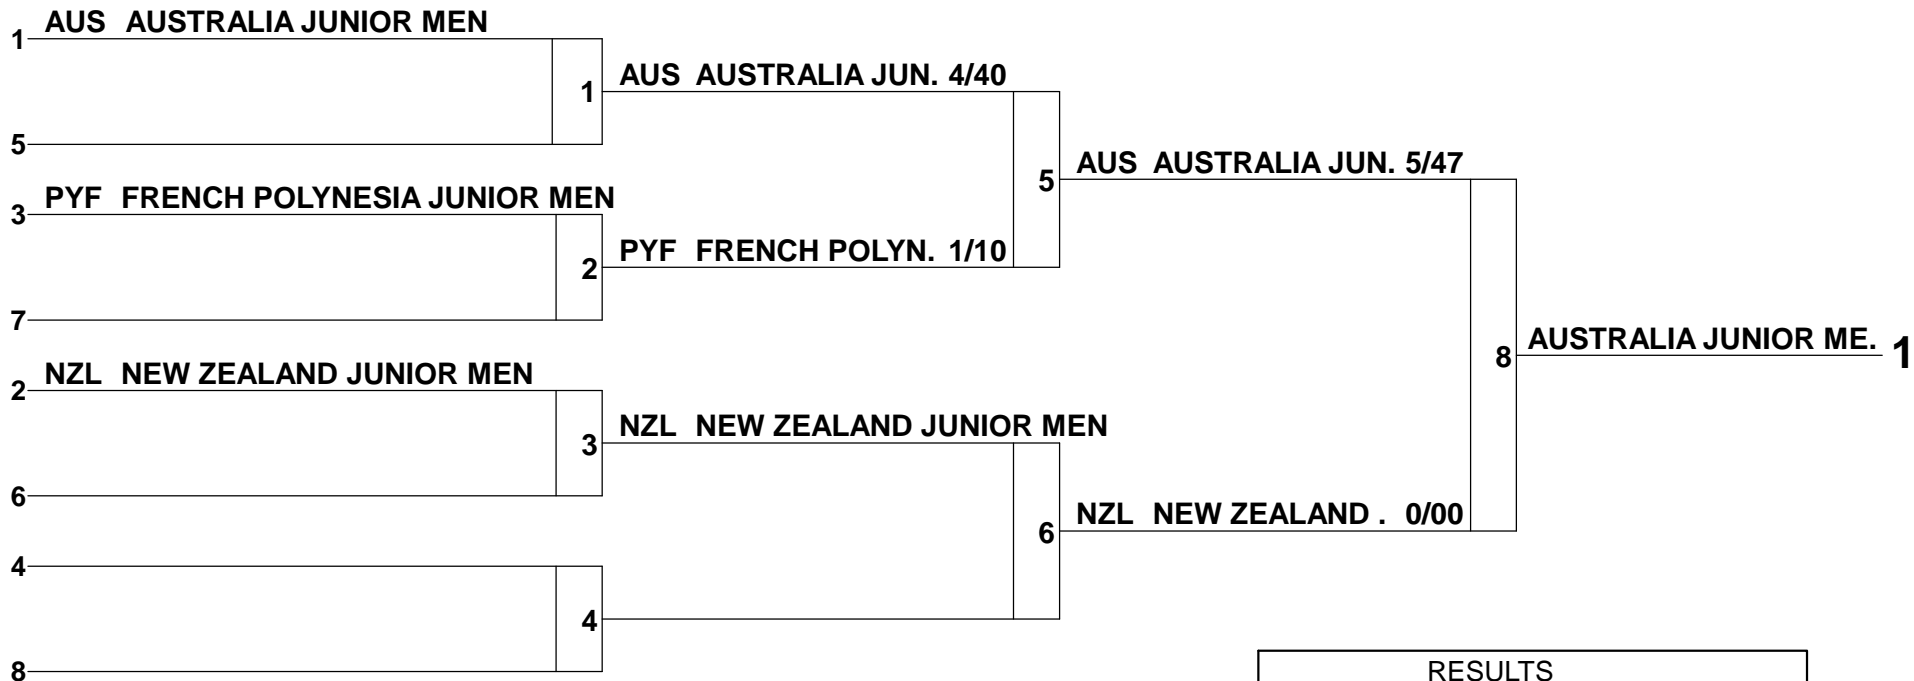 AUS AUSTRALIA JUNIOR MEN
1
1
AUS AUSTRALIA JUN. 4/40
5
5
AUS AUSTRALIA JUN. 5/47
PYF FRENCH POLYNESIA JUNIOR MEN
3
2
PYF FRENCH POLYN. 1/10
7
8
AUSTRALIA JUNIOR ME. 1
NZL NEW ZEALAND JUNIOR MEN
2
3
NZL NEW ZEALAND JUNIOR MEN
6
6
NZL NEW ZEALAND . 0/00
4
4
8
RESULTS